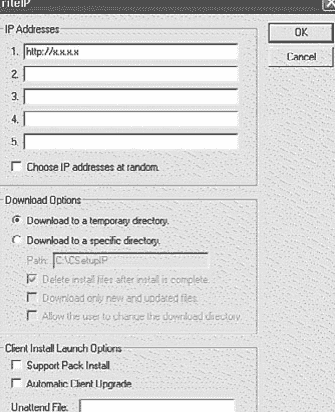 riteIP
IP Addresses
OK
1. http://x.x.x.x
Cancel
2.
3.
4.
5.
Choose IP addresses at random.
Download Options
Download to a temporary directory.
Download to a specific directory.
Path: C:\CSetupIP
Delete install files after install is complete.
Download only new and updated files.
Allow the user to change the download directory.
Client Install Launch Options
Support Pack Install
Automatic Client Upgrade
Unattend File: